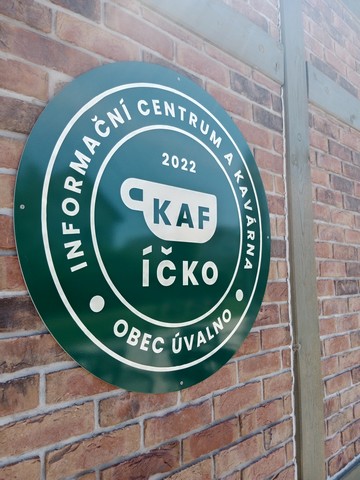 INFORMAČNÍ CENTRUM A KAVÁRNA
2022
KAF
ÍČKO
OBEC ÚVALNO